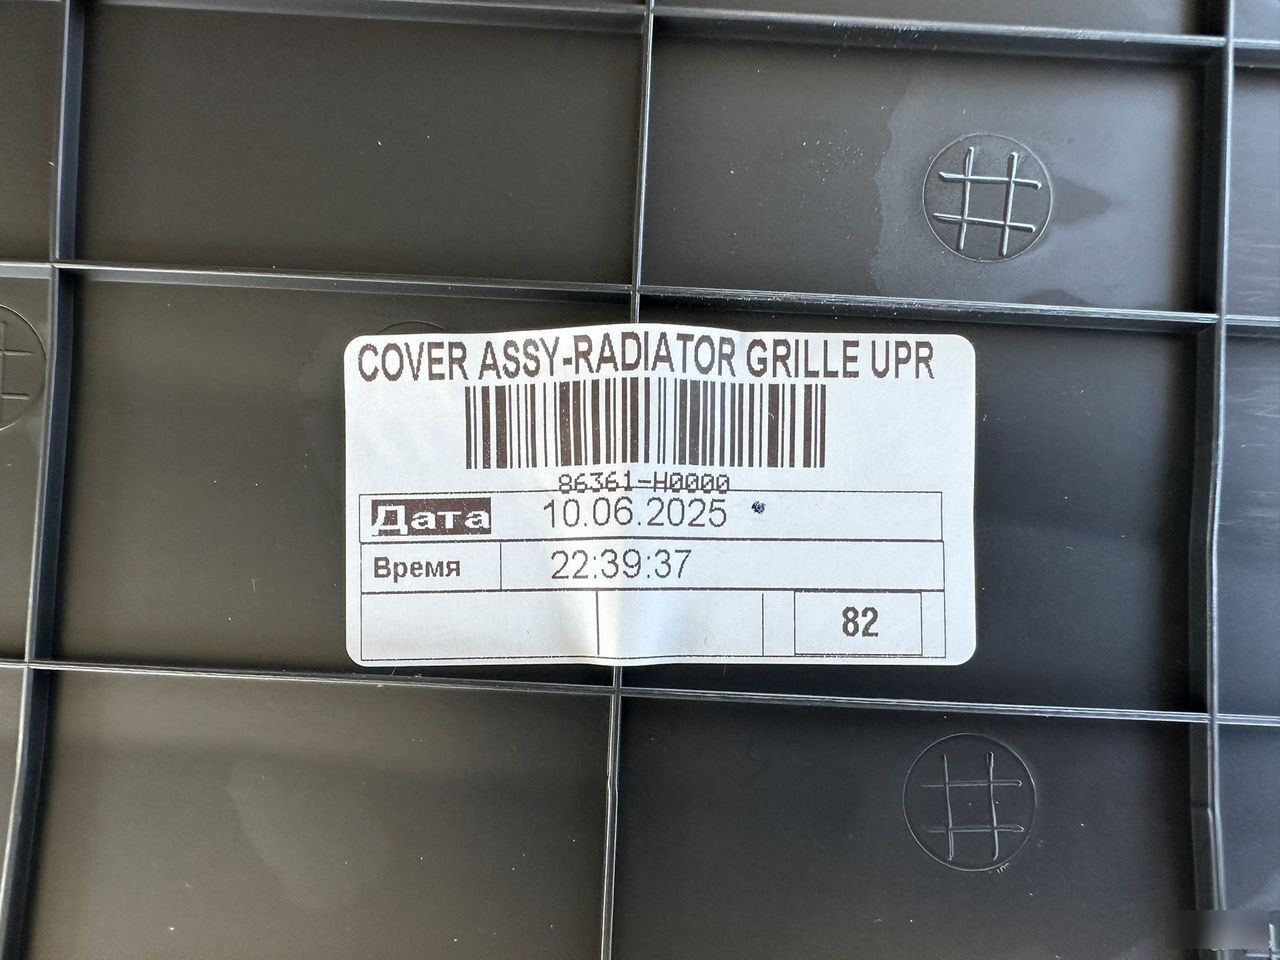 COVER ASSY-RADIATOR GRILLE UPR
86361-H0000
Дата 10.06.2025
Время 22:39:37
82